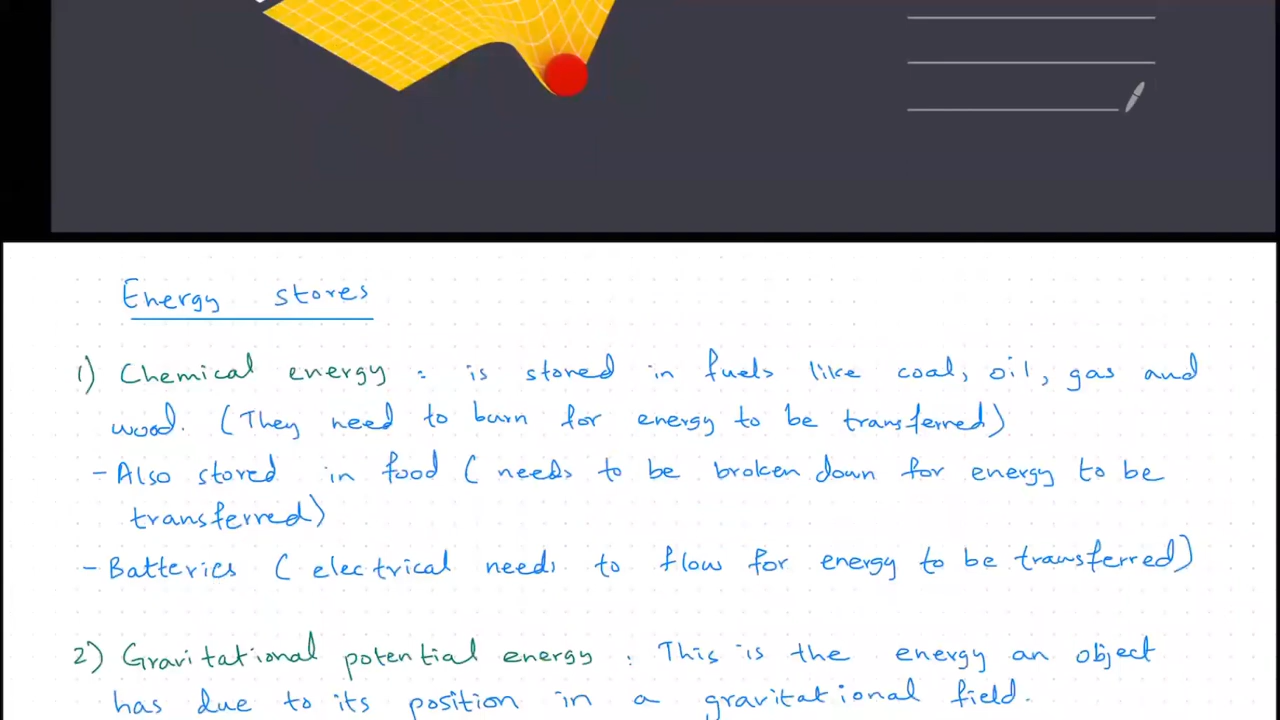 Energy stores
1) Chemical energy : is stored in fuels like coal, oil, gas and
wood. (They need to burn for energy to be transferred)
- Also stored in food ( needs to be broken down for energy to be
transferred)
- Batteries ( electrical needs to flow for energy to be transferred)
2) Gravitational potential energy : This is the energy an object
has due to its position in a gravitational field.